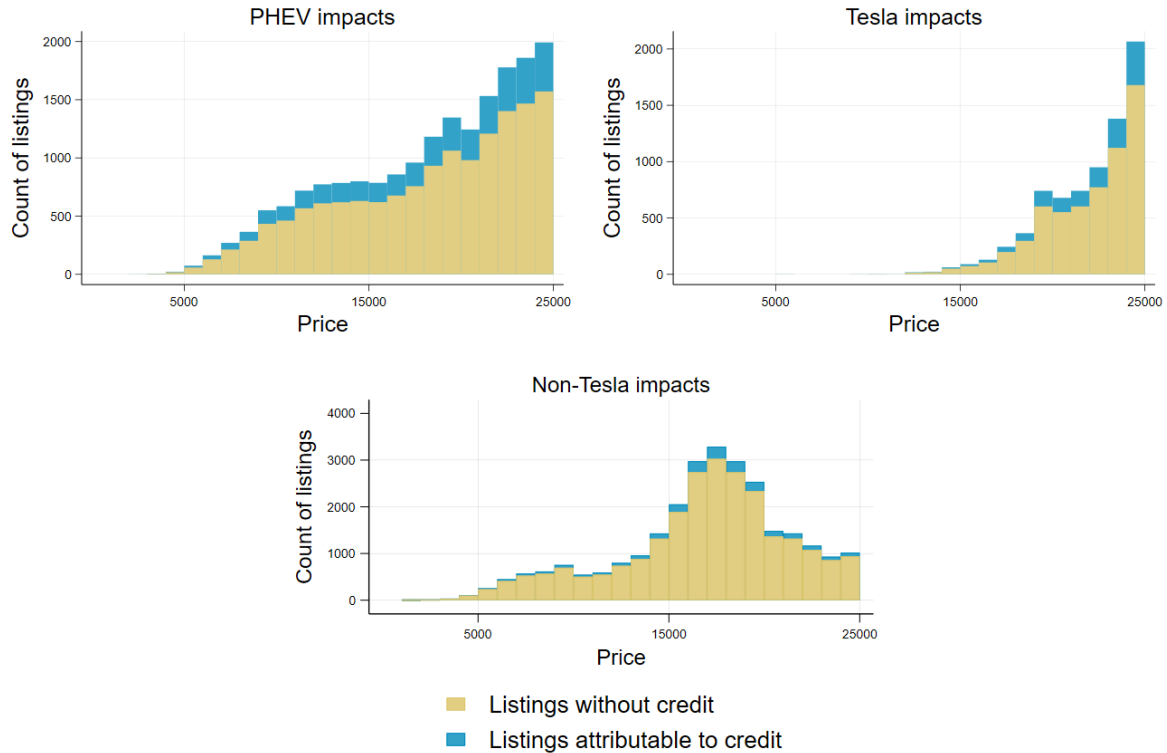 PHEV impacts
Count of listings
2000
1500
1000
500
0
5000
15000
25000
Price
Tesla impacts
Count of listings
2000
1500
1000
500
0
5000
15000
25000
Price
Non-Tesla impacts
Count of listings
4000
3000
2000
1000
0
5000
15000
25000
Price
Listings without credit
Listings attributable to credit